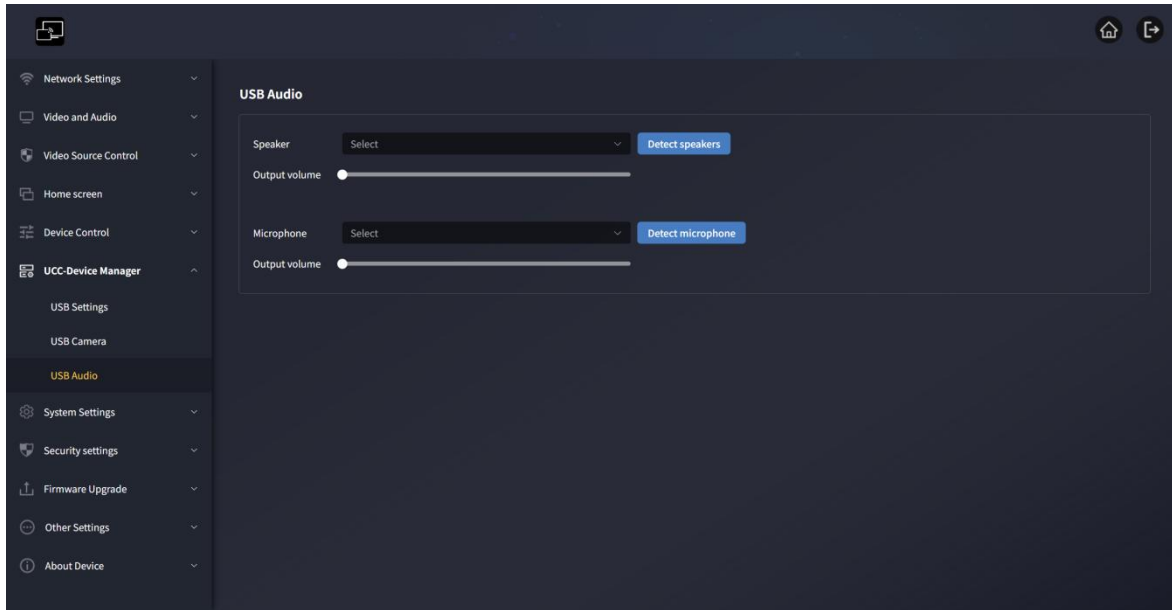 Network Settings
Video and Audio
Video Source Control
Home screen
Device Control
UCC-Device Manager
USB Settings
USB Camera
USB Audio
System Settings
Security settings
Firmware Upgrade
Other Settings
About Device
USB Audio
Speaker Select Detect speakers
Output volume
Microphone Select Detect microphone
Output volume